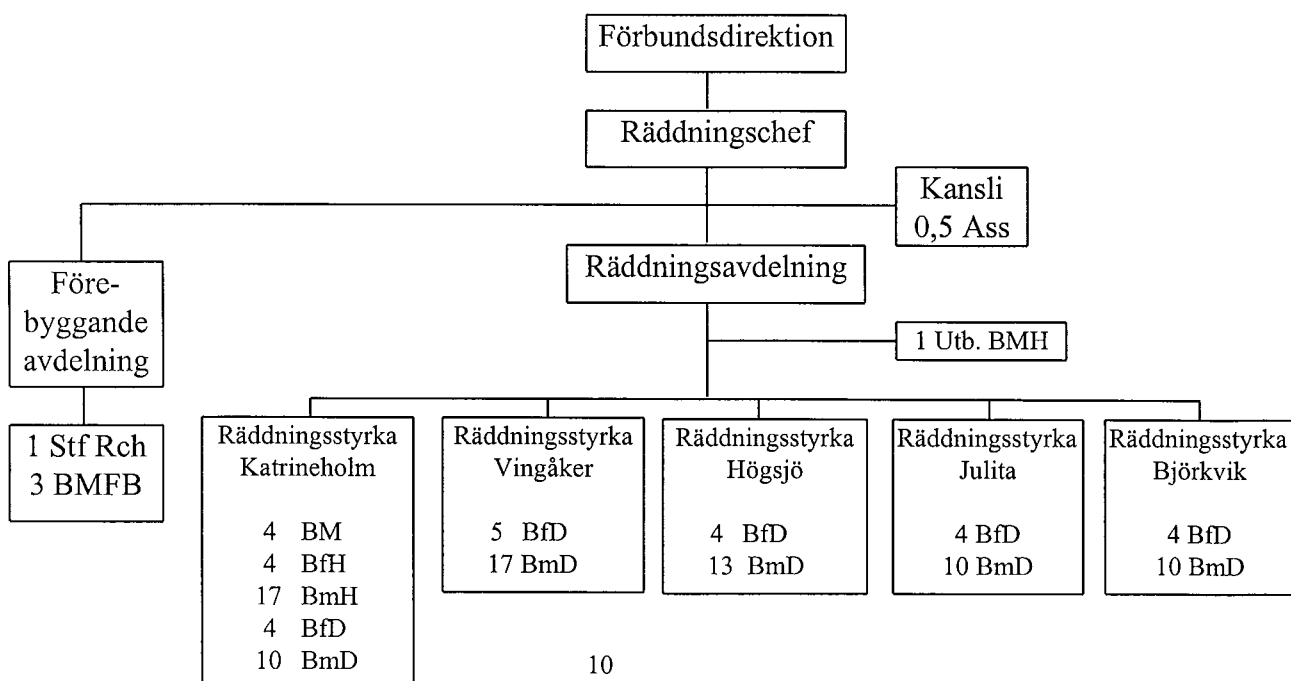 Förbundsdirektion
Räddningschef
Kansli
0,5 Ass
Före-
byggande
avdelning
Räddningsavdelning
1 Utb. BMH
1 Stf Rch
3 BMFB
Räddningsstyrka
Katrineholm
4 BM
4 BfH
17 BmH
4 BfD
10 BmD
Räddningsstyrka
Vingåker
5 BfD
17 BmD
Räddningsstyrka
Högsjö
4 BfD
13 BmD
Räddningsstyrka
Julita
4 BfD
10 BmD
Räddningsstyrka
Björkvik
4 BfD
10 BmD
10